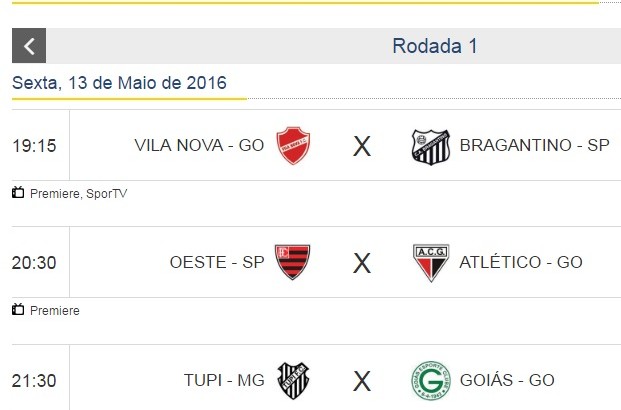 Rodada 1
Sexta, 13 de Maio de 2016
19:15 VILA NOVA - GO X BRAGANTINO - SP
Premiere, SporTV
20:30 OESTE - SP X A.C.G. ATLÉTICO - GO
Premiere
21:30 TUPI - MG X GOIÁS - GO